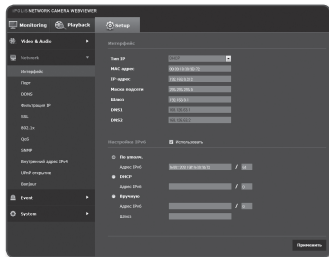 iPOLiS NETWORK CAMERA WEBVIEWER
Monitoring
Playback
Setup
Video & Audio
Network
Интерфейс
Порт
DDNS
Фильтрация IP
SSL
802.1x
QoS
SNMP
Внутренний адрес IPv4
UPnP открытие
Bonjour
Event
System
Интерфейс
Тип IP
DHCP
MAC адрес
IP-адрес
Маска подсети
Шлюз
DNS1
DNS2
Настройки IPv6
Использовать
По умолч.
Адрес IPv6
/
DHCP
Адрес IPv6
/
Вручную
Адрес IPv6
/
Шлюз
Применить